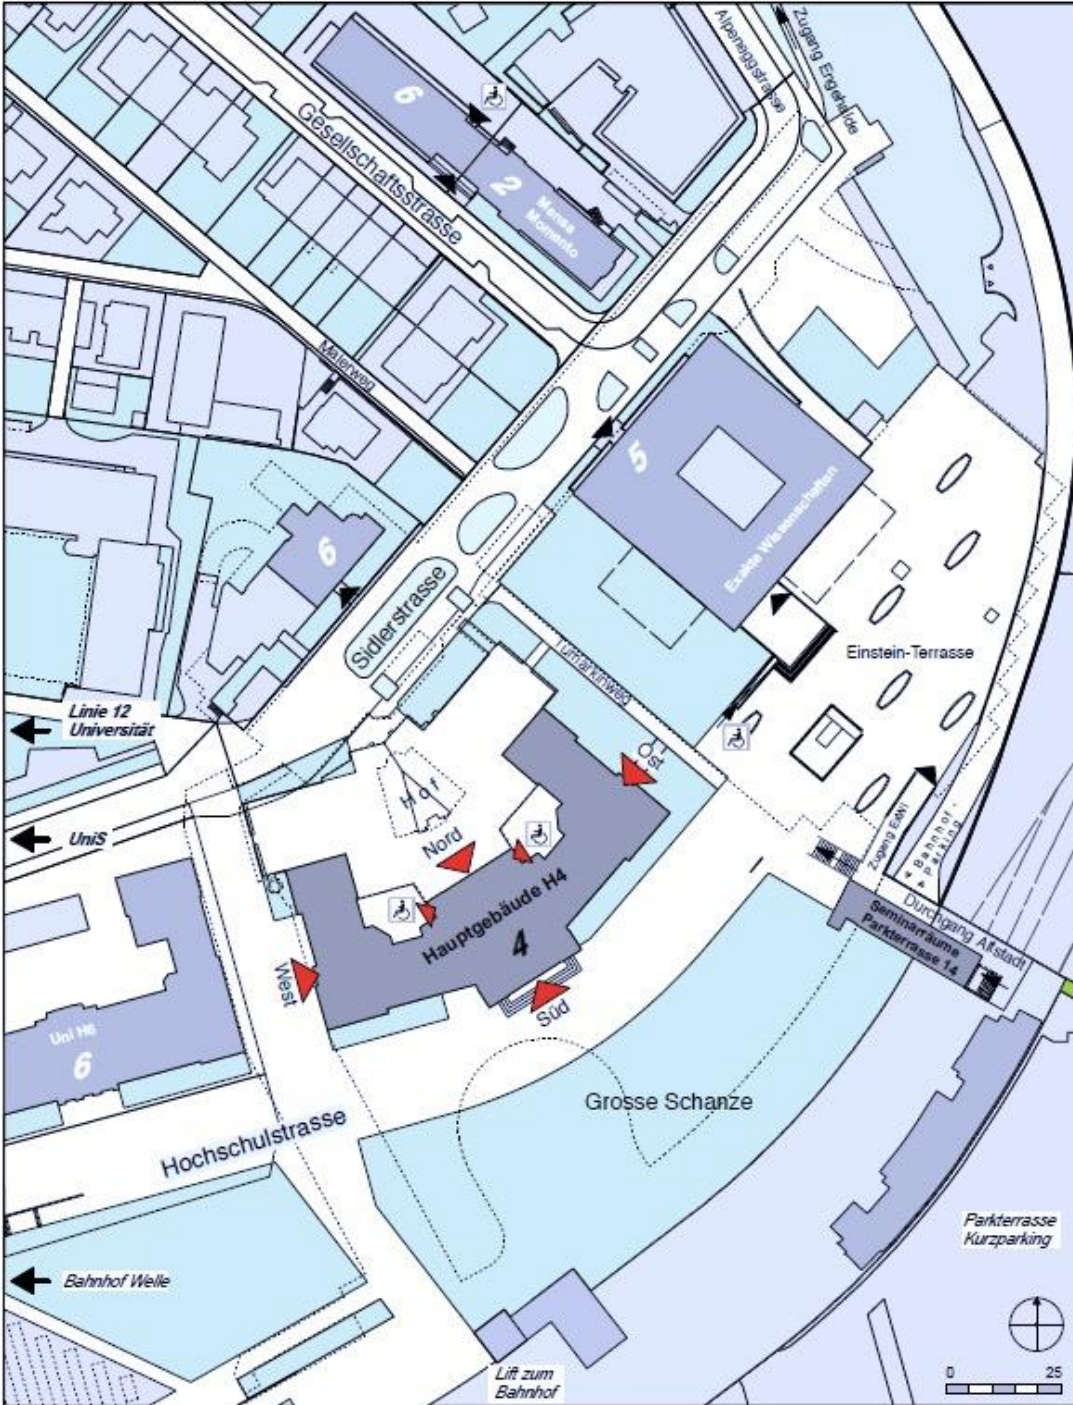 Zugang Engehalde
Alpeneggstrasse
6
Gesellschaftsstrasse
2
Mensa
Momento
Malerweg
5
Exakte Wissenschaften
6
Sidlerstrasse
Tumarkinweg
Einstein-Terrasse
Linie 12
Universität
Ost
Hof
Nord
UniS
Zugang ExWi
Bahnhof-
parking
Hauptgebäude H4
4
Seminarräume
Parkterrasse 14
Durchgang Altstadt
West
Süd
Uni H6
6
Grosse Schanze
Hochschulstrasse
Parkterrasse
Kurzparking
Bahnhof Welle
Lift zum
Bahnhof
0 25